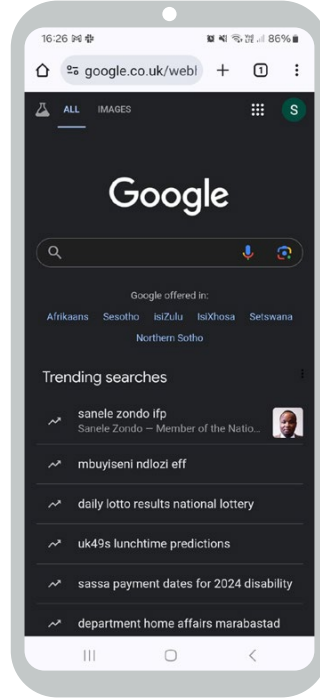 16:26 86%
google.co.uk/webl 1
ALL IMAGES S
Google
Google offered in:
Afrikaans Sesotho isiZulu IsiXhosa Setswana
Northern Sotho
Trending searches
sanele zondo ifp
Sanele Zondo — Member of the Natio...
mbuyiseni ndlozi eff
daily lotto results national lottery
uk49s lunchtime predictions
sassa payment dates for 2024 disability
department home affairs marabastad